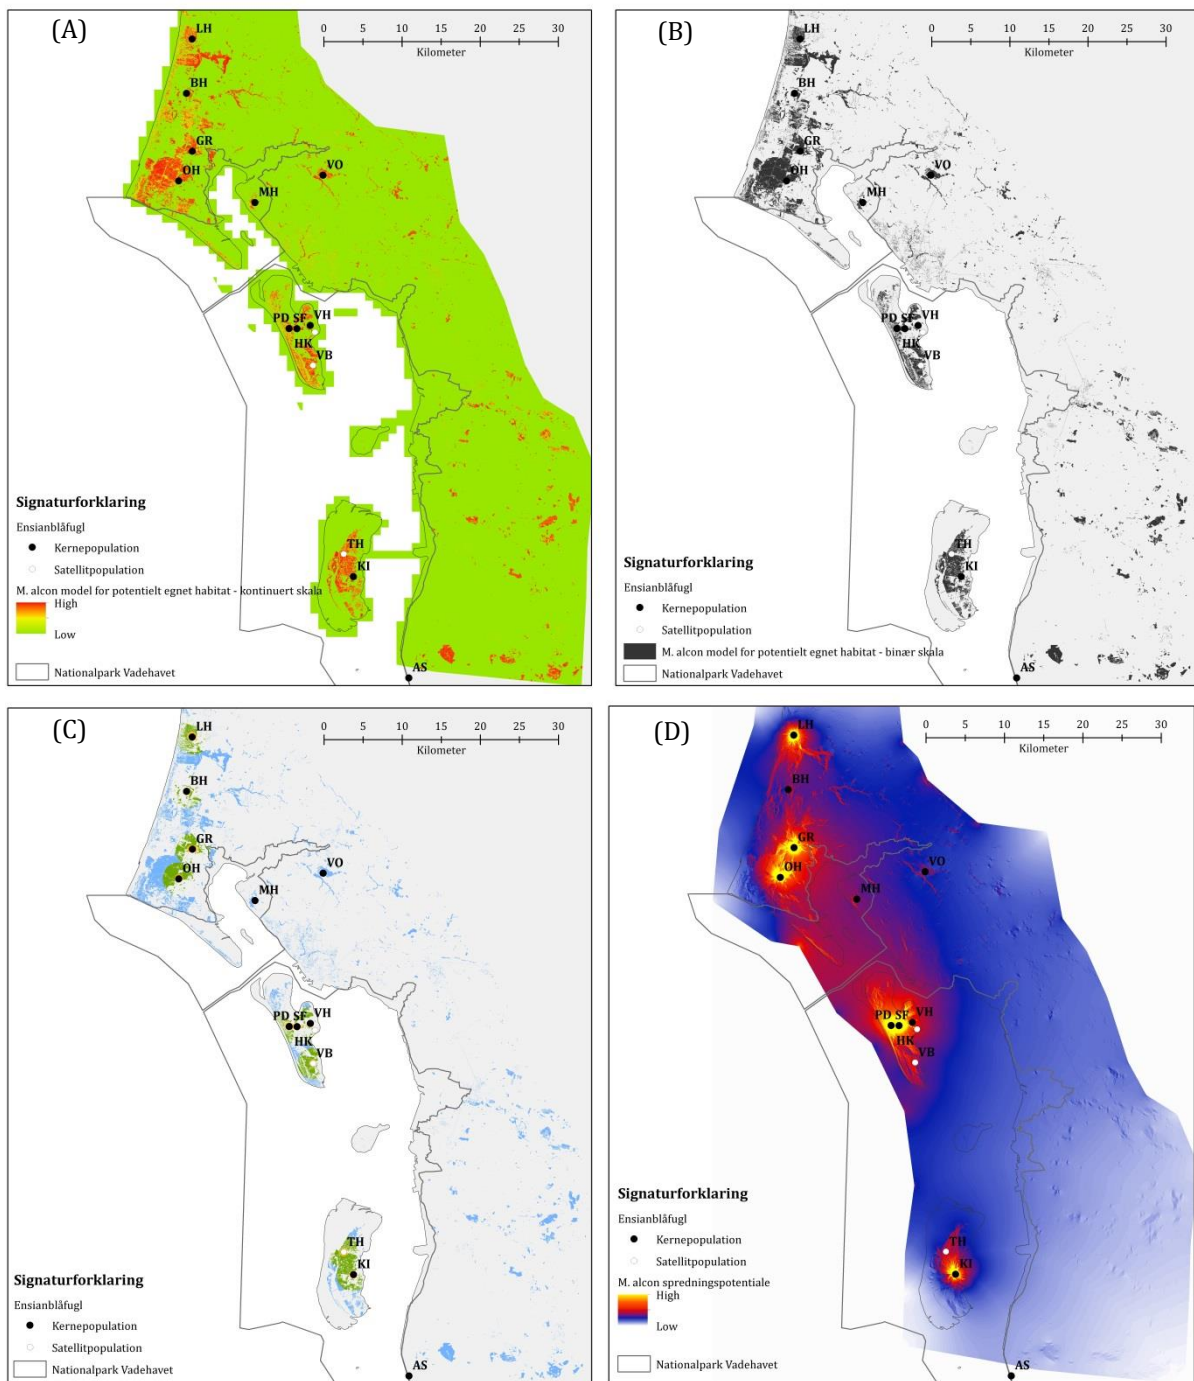 (A)
0 5 10 15 20 25 30
Kilometer
LH
BH
GR
OH
VO
MH
PD SF VH
HK
VB
TH
KI
AS
Signaturforklaring
Ensianblåfugl
Kernepopulation
Satellitpopulation
M. alcon model for potentielt egnet habitat - kontinuert skala
High
Low
Nationalpark Vadehavet
(B)
0 5 10 15 20 25 30
Kilometer
LH
BH
GR
OH
VO
MH
PD SF VH
HK
VB
TH
KI
AS
Signaturforklaring
Ensianblåfugl
Kernepopulation
Satellitpopulation
M. alcon model for potentielt egnet habitat - binær skala
Nationalpark Vadehavet
(C)
0 5 10 15 20 25 30
Kilometer
LH
BH
GR
OH
VO
MH
PD SF VH
HK
VB
TH
KI
AS
Signaturforklaring
Ensianblåfugl
Kernepopulation
Satellitpopulation
Nationalpark Vadehavet
(D)
0 5 10 15 20 25 30
Kilometer
LH
BH
GR
OH
VO
MH
PD SF VH
HK
VB
TH
KI
AS
Signaturforklaring
Ensianblåfugl
Kernepopulation
Satellitpopulation
M. alcon spredningspotentiale
High
Low
Nationalpark Vadehavet